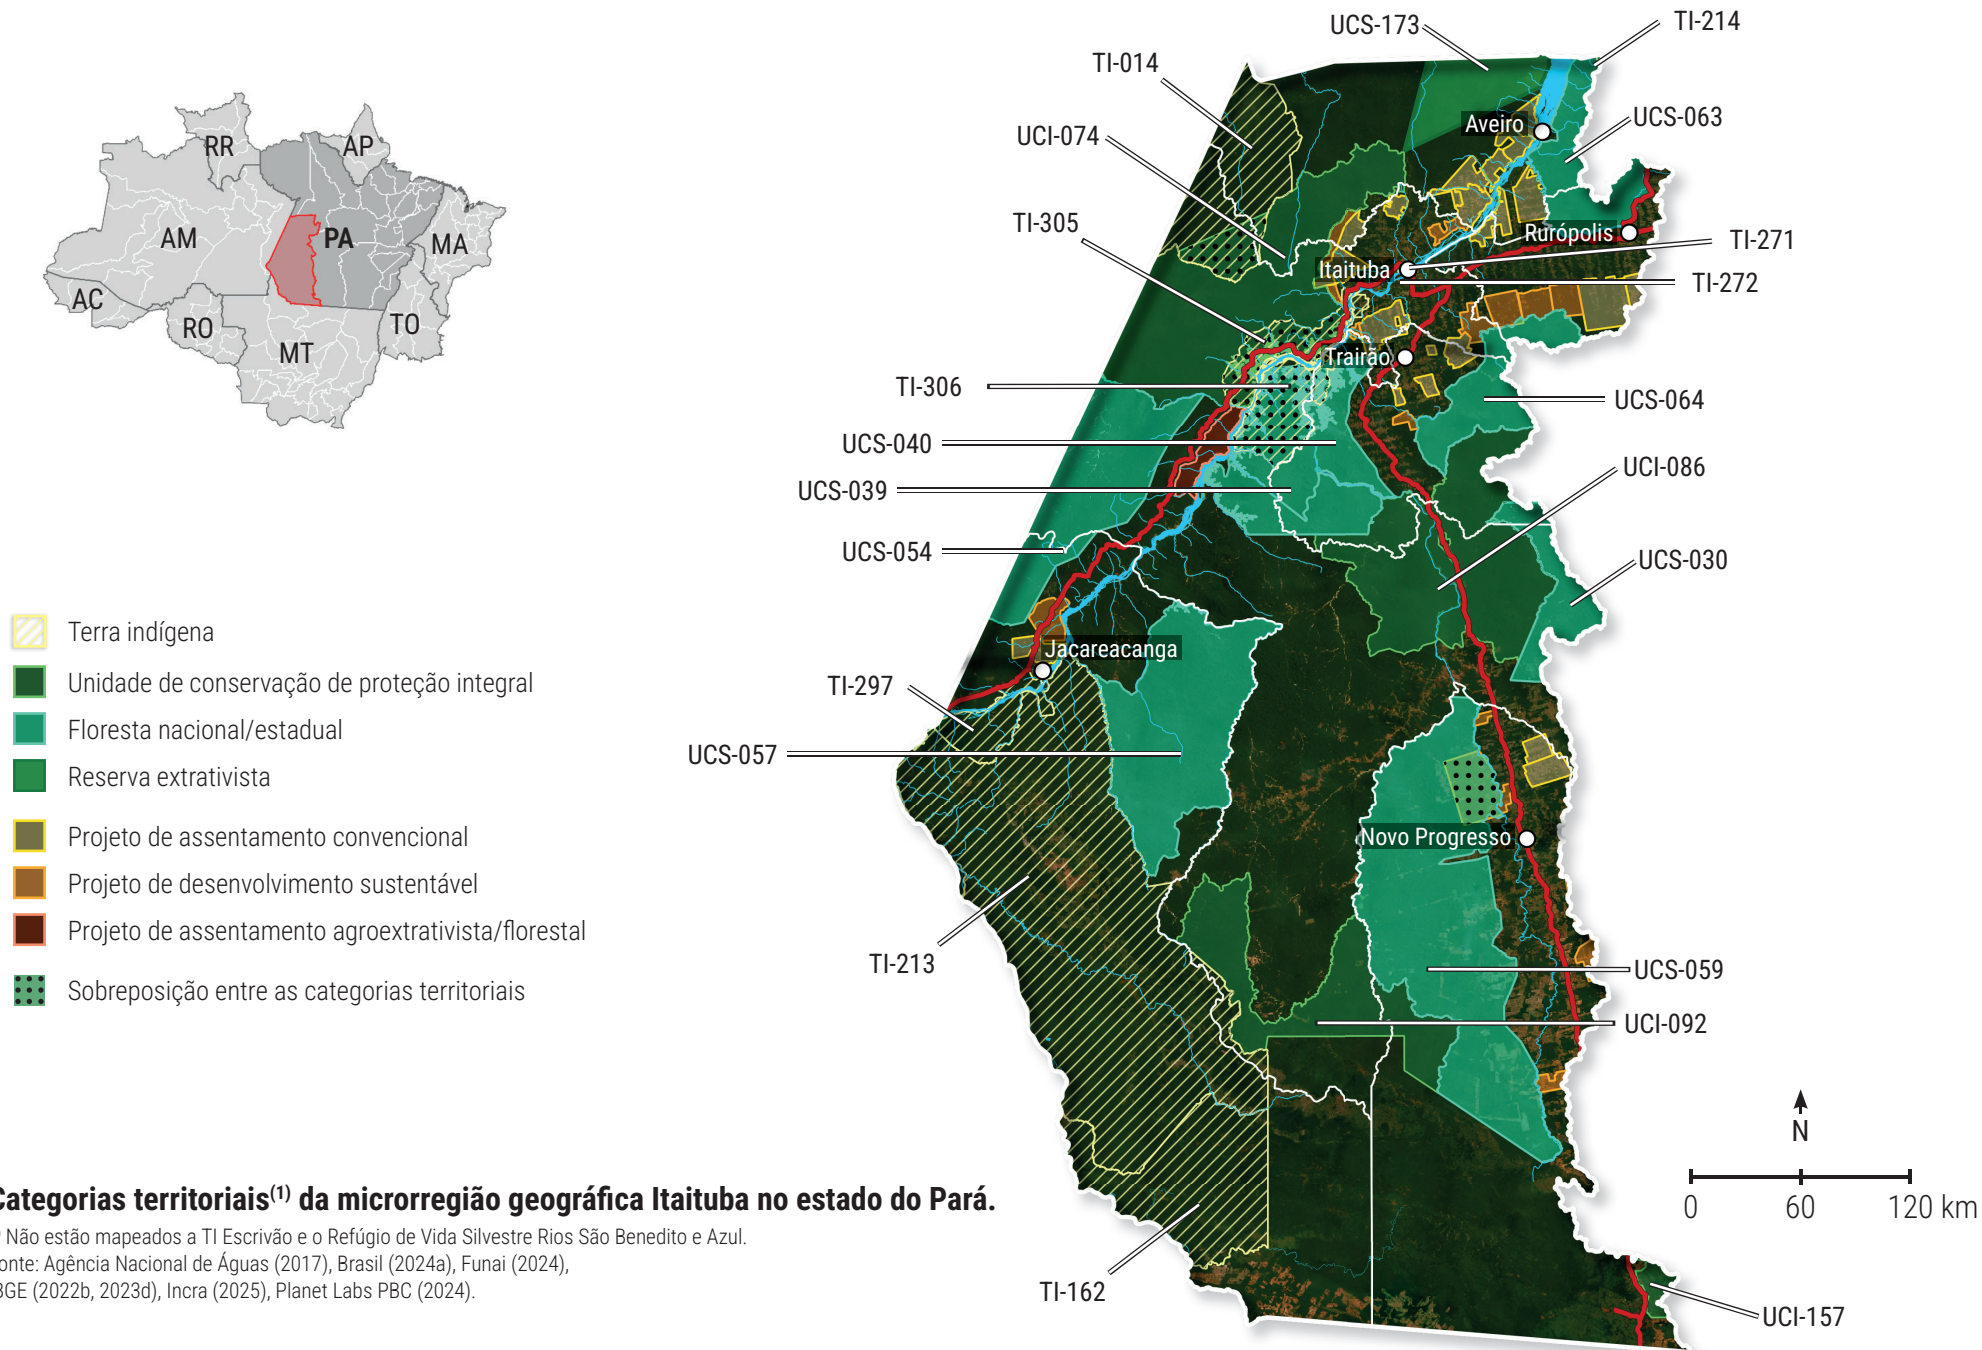 RR
AP
AM
PA
MA
AC
RO
TO
MT
UCS-173
TI-214
TI-014
UCS-063
UCI-074
Aveiro
TI-305
Rurópolis
TI-271
Itaituba
TI-272
Trairão
TI-306
UCS-064
UCS-040
UCI-086
UCS-039
UCS-054
UCS-030
Jacareacanga
TI-297
UCS-057
Novo Progresso
TI-213
UCS-059
UCI-092
TI-162
UCI-157
Terra indígena
Unidade de conservação de proteção integral
Floresta nacional/estadual
Reserva extrativista
Projeto de assentamento convencional
Projeto de desenvolvimento sustentável
Projeto de assentamento agroextrativista/florestal
Sobreposição entre as categorias territoriais
N
0 60 120 km
Categorias territoriais(1) da microrregião geográfica Itaituba no estado do Pará.
Não estão mapeados a TI Escrivão e o Refúgio de Vida Silvestre Rios São Benedito e Azul.
onte: Agência Nacional de Águas (2017), Brasil (2024a), Funai (2024),
BGE (2022b, 2023d), Incra (2025), Planet Labs PBC (2024).